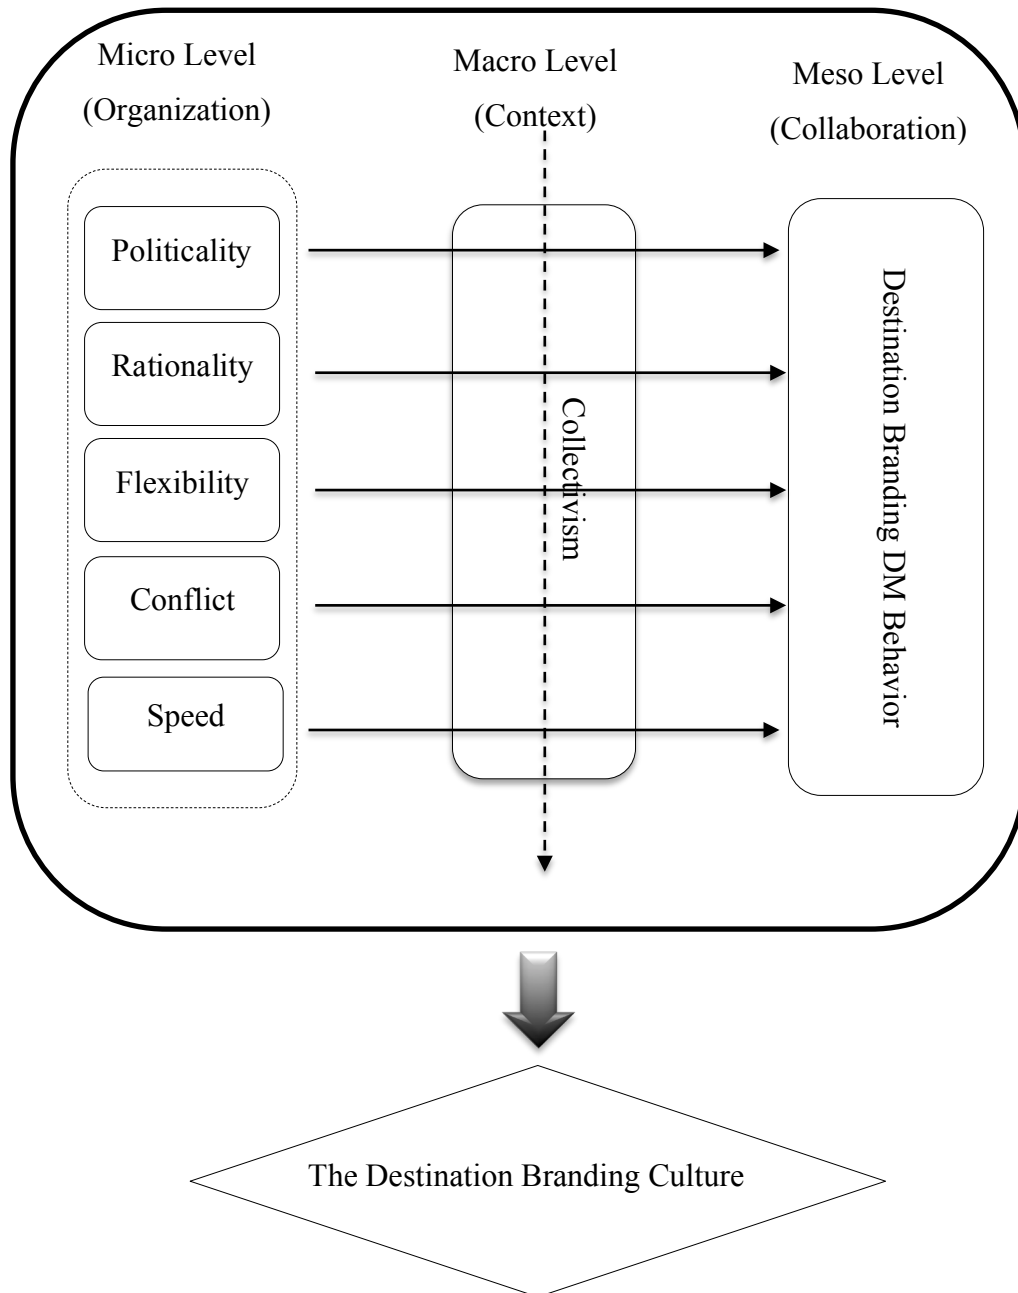 Micro Level
(Organization)
Macro Level
(Context)
Meso Level
(Collaboration)
Politicality
Rationality
Flexibility
Conflict
Speed
Collectivism
Destination Branding DM Behavior
The Destination Branding Culture